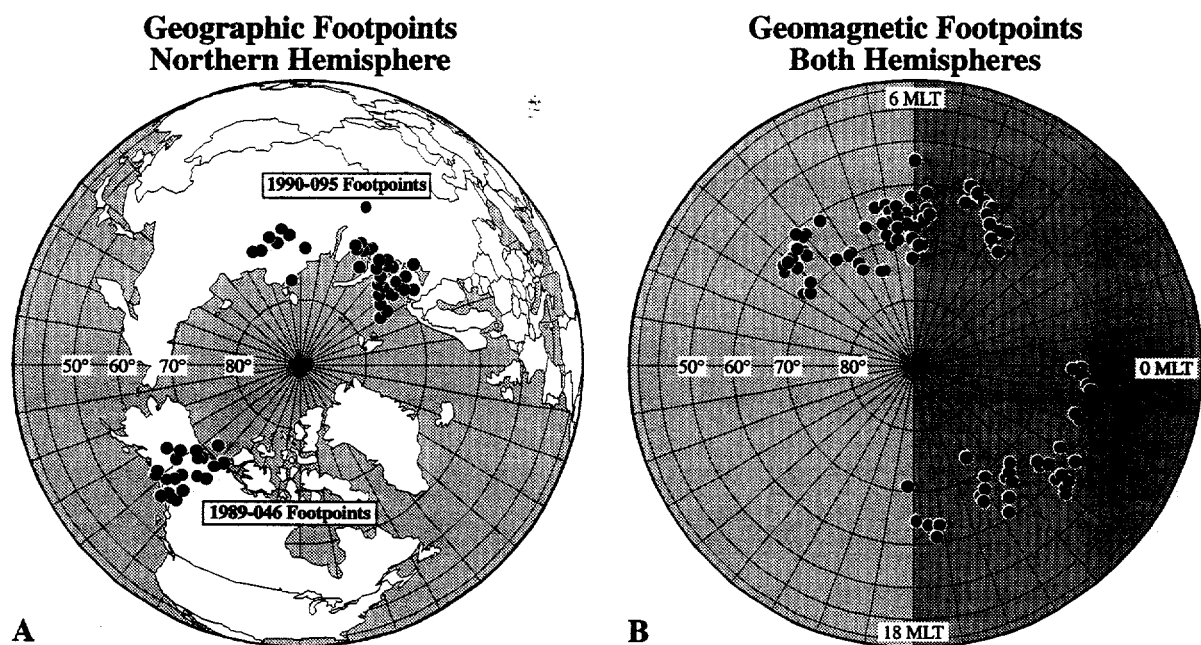 Geographic Footpoints
Northern Hemisphere
1990-095 Footpoints
50° 60° 70° 80°
1989-046 Footpoints
A
Geomagnetic Footpoints
Both Hemispheres
6 MLT
50° 60° 70° 80°
0 MLT
18 MLT
B